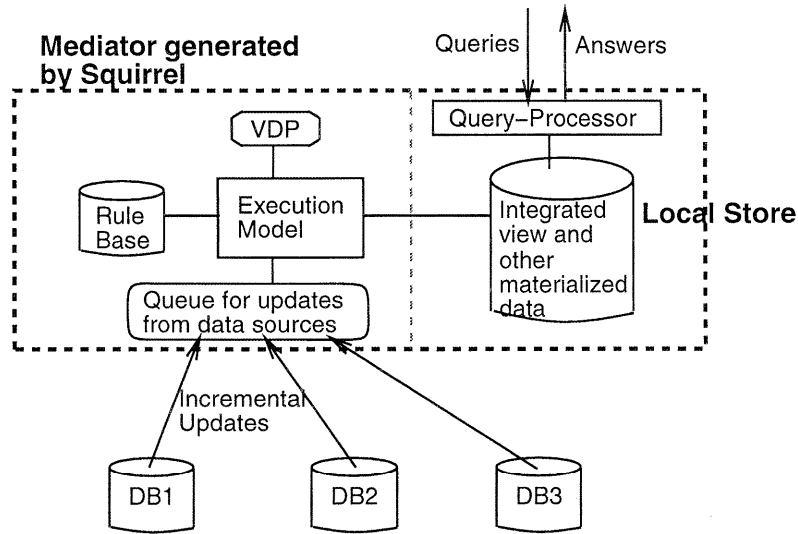 Mediator generated
by Squirrel
Queries
Answers
VDP
Query–Processor
Rule
Base
Execution
Model
Integrated
view and
other
materialized
data
Local Store
Queue for updates
from data sources
Incremental
Updates
DB1
DB2
DB3